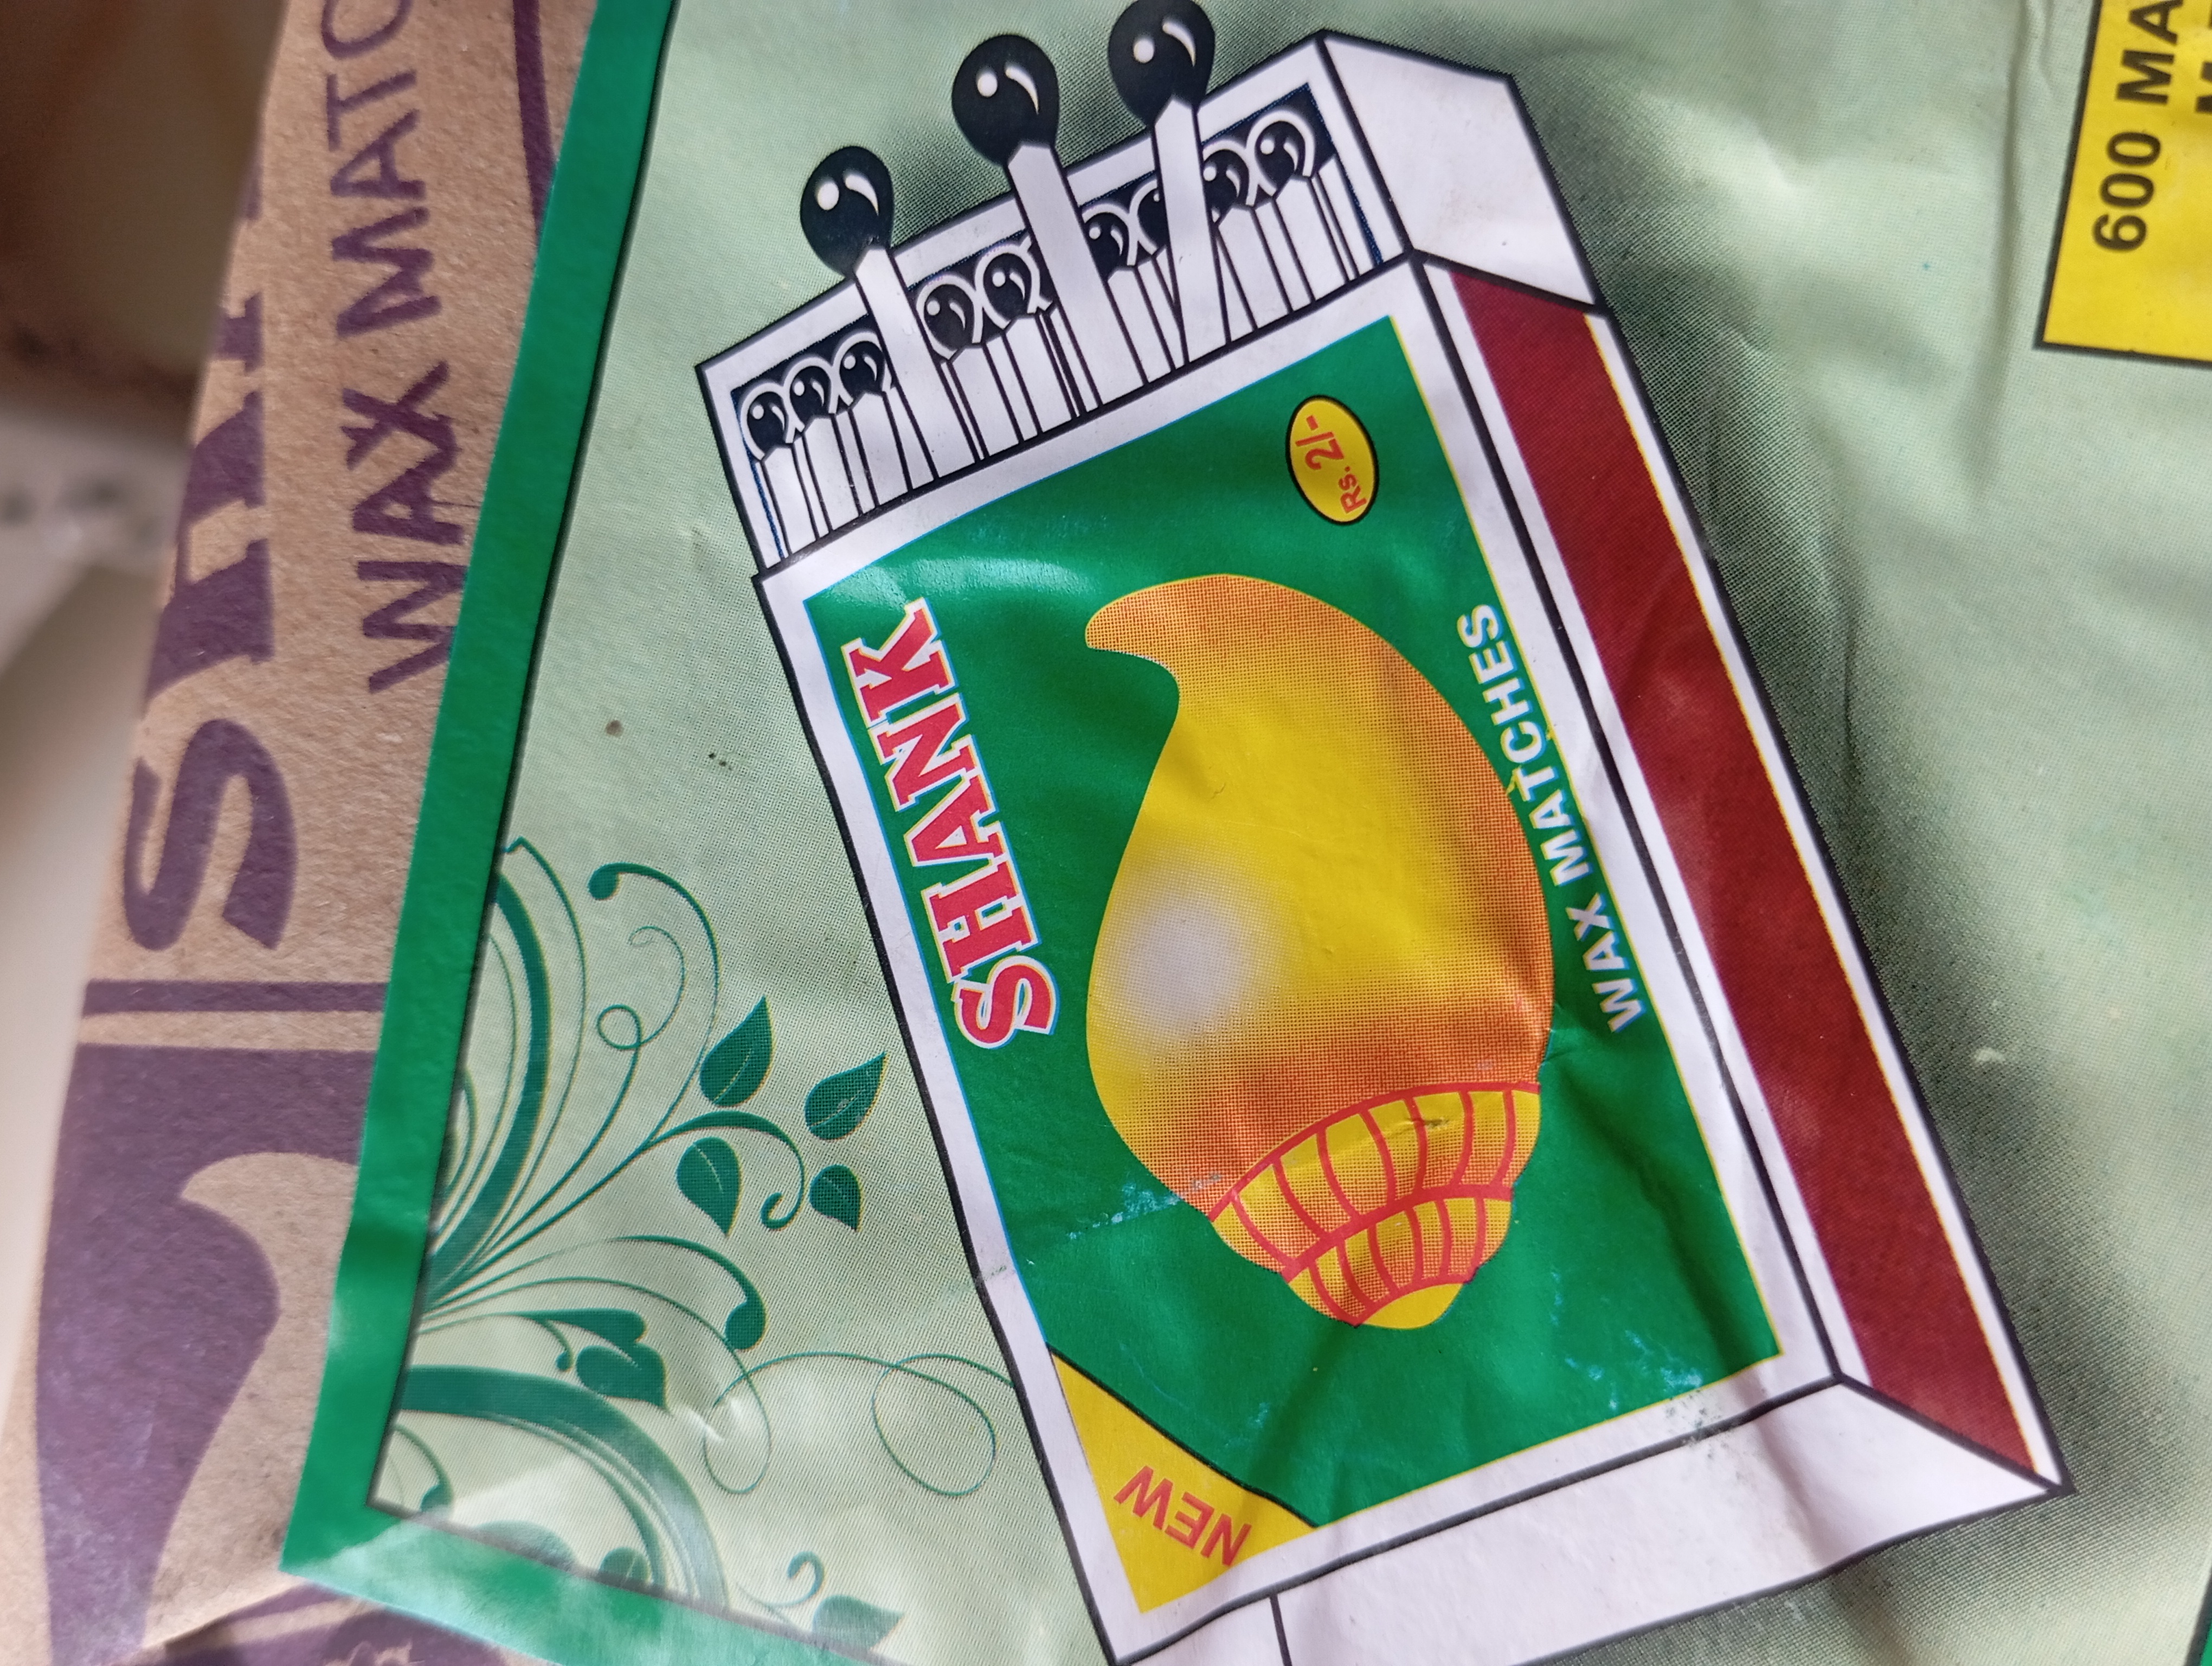 WAX MATC
Rs. 2/-
SHANK
WAX MATCHES
NEW
600 MA